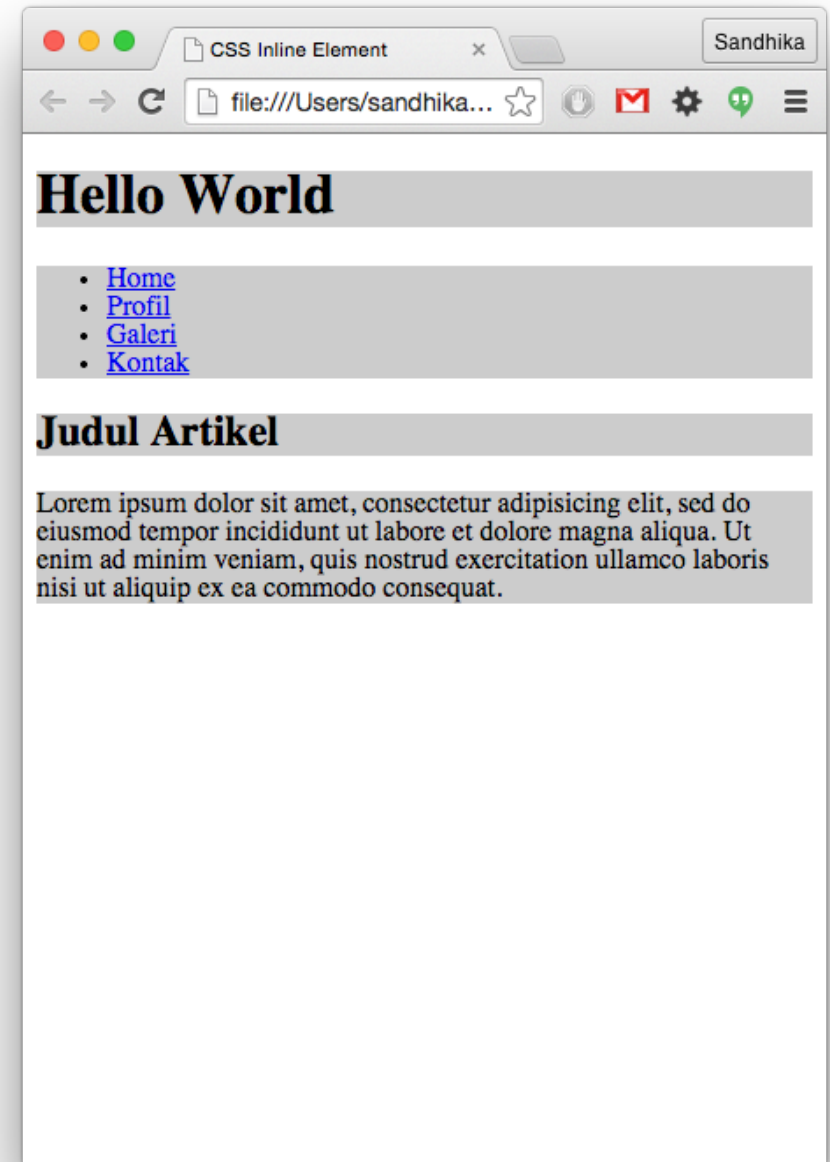 CSS Inline Element
Sandhika
file:///Users/sandhika...
Hello World
Home
Profil
Galeri
Kontak
Judul Artikel
Lorem ipsum dolor sit amet, consectetur adipisicing elit, sed do
eiusmod tempor incididunt ut labore et dolore magna aliqua. Ut
enim ad minim veniam, quis nostrud exercitation ullamco laboris
nisi ut aliquip ex ea commodo consequat.